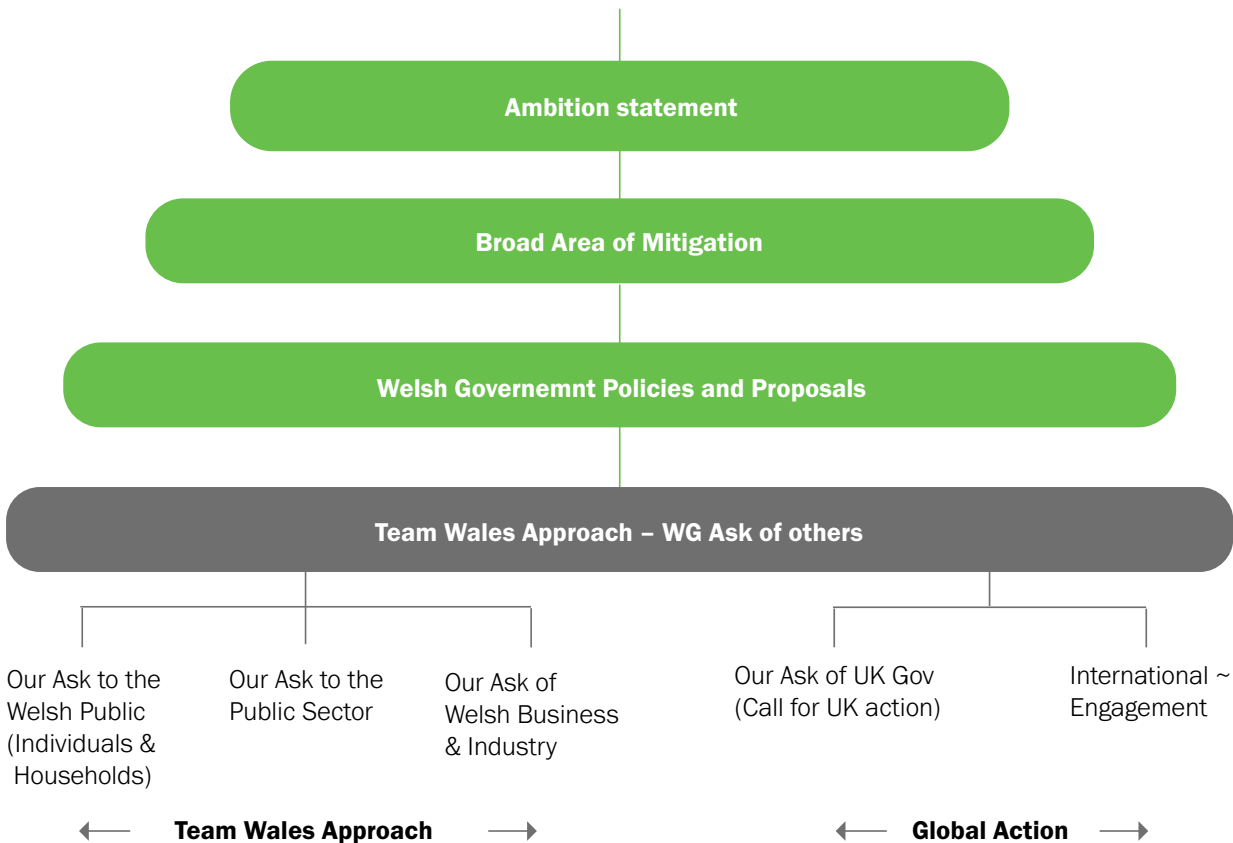 Ambition statement
Broad Area of Mitigation
Welsh Governemnt Policies and Proposals
Team Wales Approach – WG Ask of others
Our Ask to the
Welsh Public
(Individuals &
Households)
Our Ask to the
Public Sector
Our Ask of
Welsh Business
& Industry
Our Ask of UK Gov
(Call for UK action)
International ~
Engagement
Team Wales Approach
Global Action